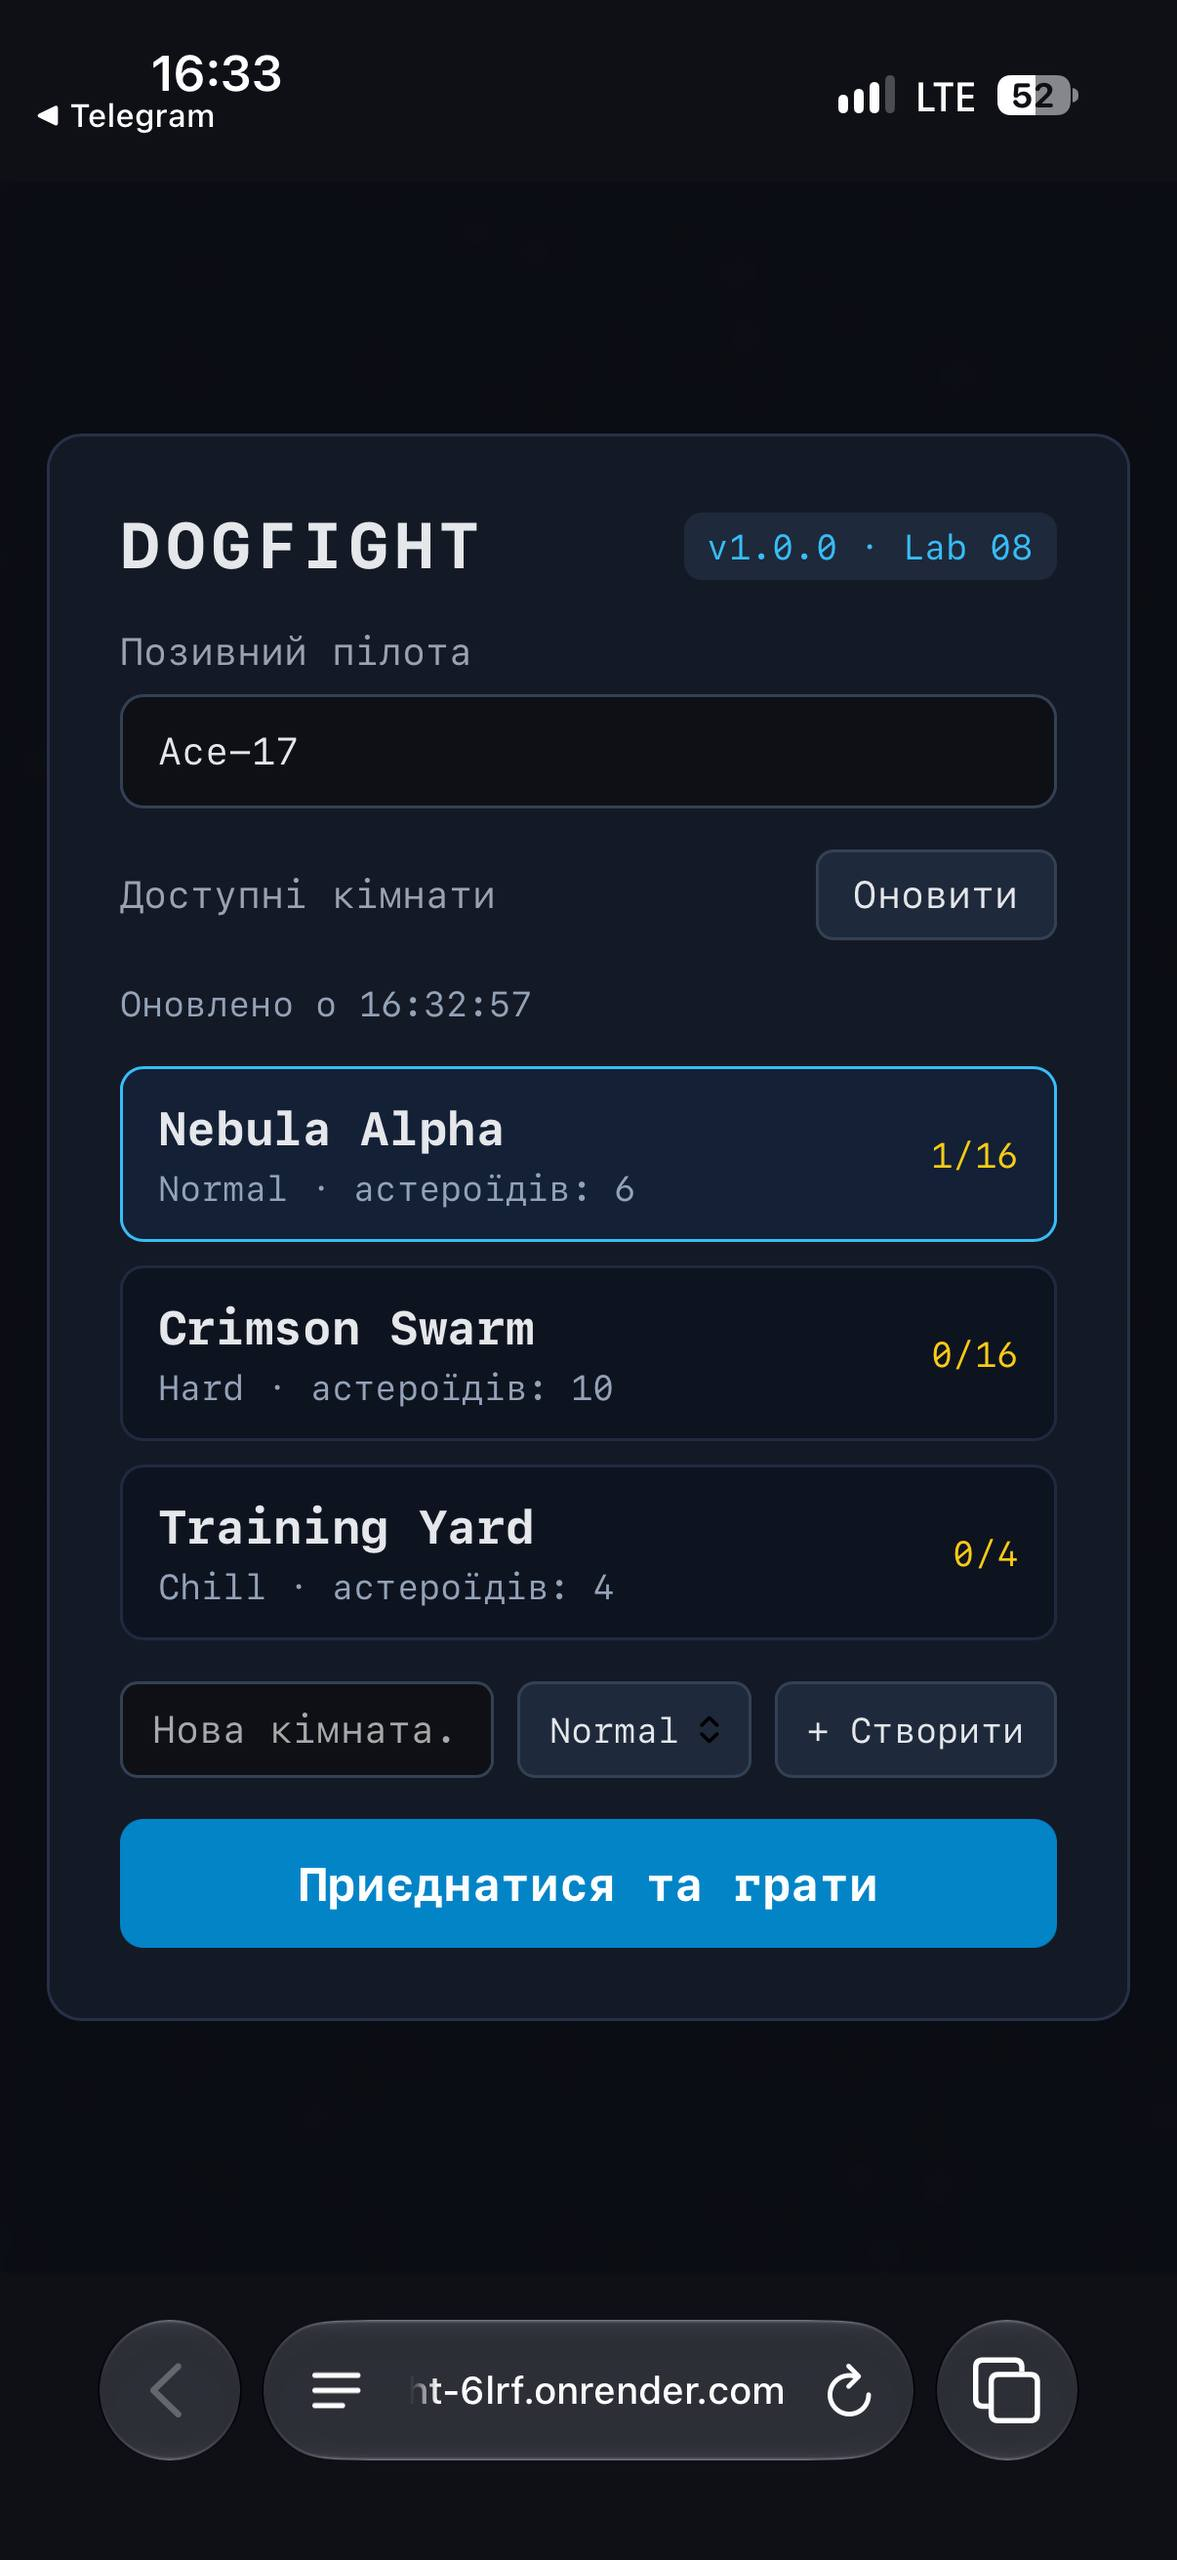 16:33
◀ Telegram
LTE
52
DOGFIGHT
v1.0.0 · Lab 08
Позивний пілота
Ace–17
Доступні кімнати
Оновити
Оновлено о 16:32:57
Nebula Alpha
Normal · астероїдів: 6
1/16
Crimson Swarm
Hard · астероїдів: 10
0/16
Training Yard
Chill · астероїдів: 4
0/4
Нова кімната.
Normal
+ Створити
Приєднатися та грати
ht-6lrf.onrender.com